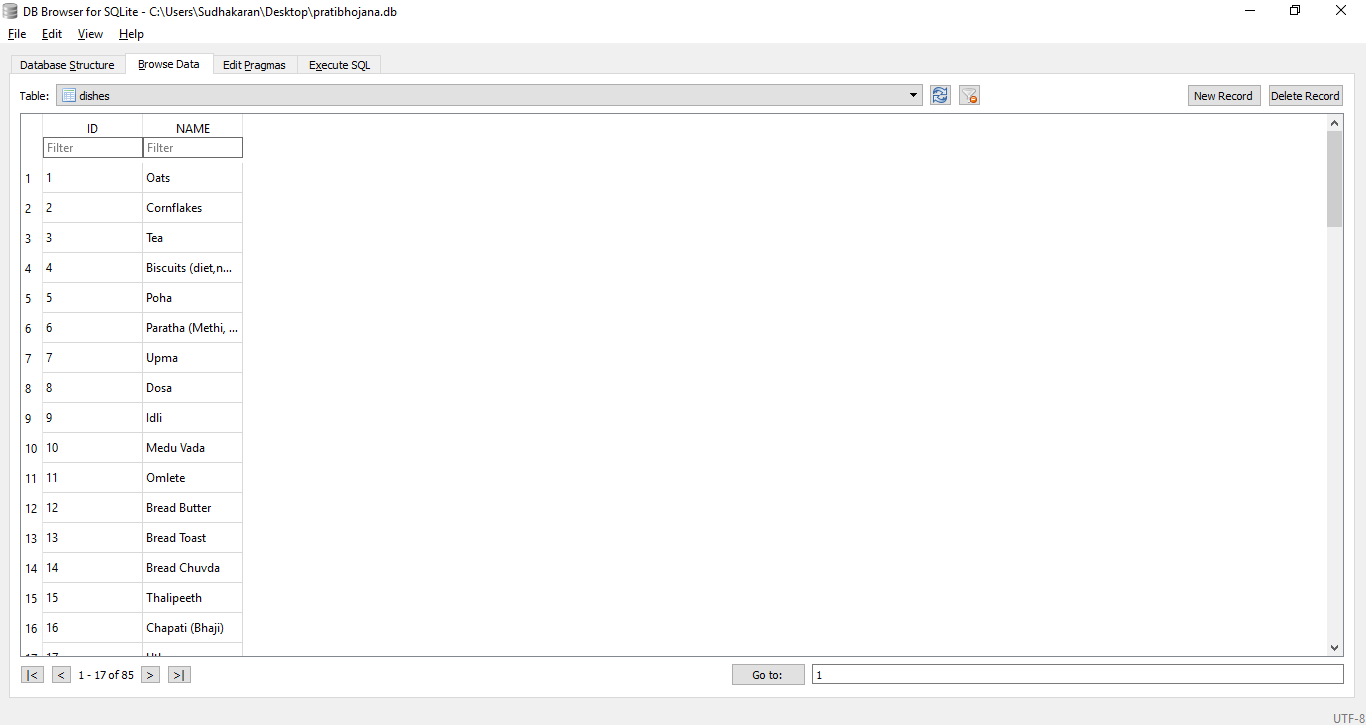 DB Browser for SQLite - C:\Users\Sudhakaran\Desktop\pratibhojana.db
File Edit View Help
Database Structure Browse Data Edit Pragmas Execute SQL
Table: dishes New Record Delete Record
ID NAME
Filter Filter
1 1 Oats
2 2 Cornflakes
3 3 Tea
4 4 Biscuits (diet,n...
5 5 Poha
6 6 Paratha (Methi, ...
7 7 Upma
8 8 Dosa
9 9 Idli
10 10 Medu Vada
11 11 Omlete
12 12 Bread Butter
13 13 Bread Toast
14 14 Bread Chuvda
15 15 Thalipeeth
16 16 Chapati (Bhaji)
17 17
|< < 1 - 17 of 85 > >| Go to: 1
UTF-8